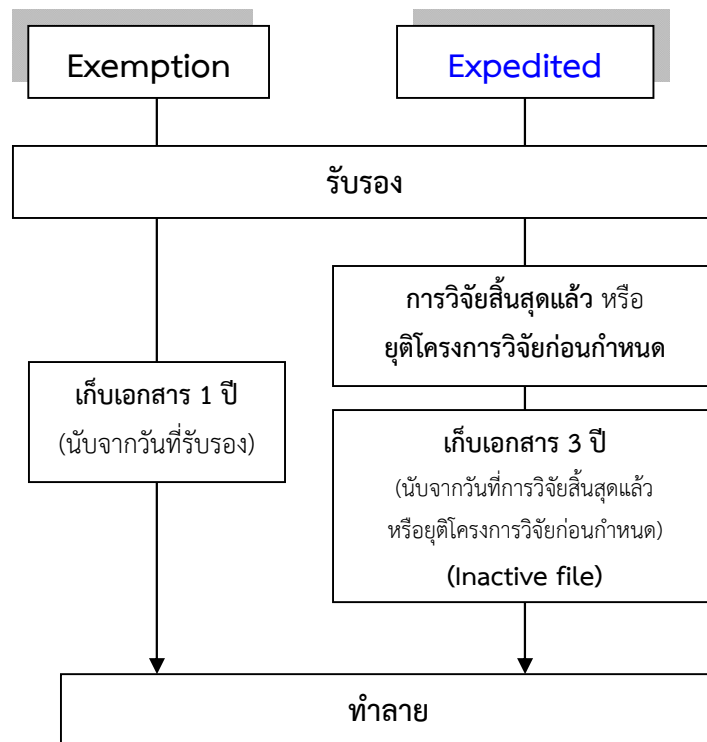 Exemption
Expedited
รับรอง
การวิจัยสิ้นสุดแล้ว หรือ
ยุติโครงการวิจัยก่อนกำหนด
เก็บเอกสาร 1 ปี
(นับจากวันที่รับรอง)
เก็บเอกสาร 3 ปี
(นับจากวันที่การวิจัยสิ้นสุดแล้ว
หรือยุติโครงการวิจัยก่อนกำหนด)
(Inactive file)
ทำลาย